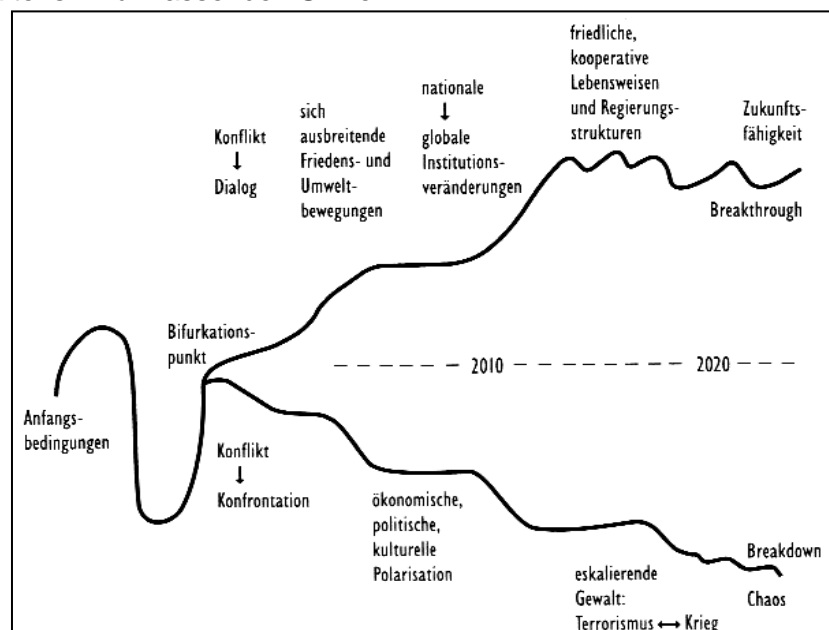 friedliche,
kooperative
Lebensweisen
und Regierungs-
strukturen
nationale
↓
globale
Institutions-
veränderungen
Zukunfts-
fähigkeit
sich
ausbreitende
Friedens- und
Umwelt-
bewegungen
Konflikt
↓
Dialog
Breakthrough
Bifurkations-
punkt
2010
2020
Anfangs-
bedingungen
Konflikt
↓
Konfrontation
ökonomische,
politische,
kulturelle
Polarisation
Breakdown
Chaos
eskalierende
Gewalt:
Terrorismus ↔ Krieg